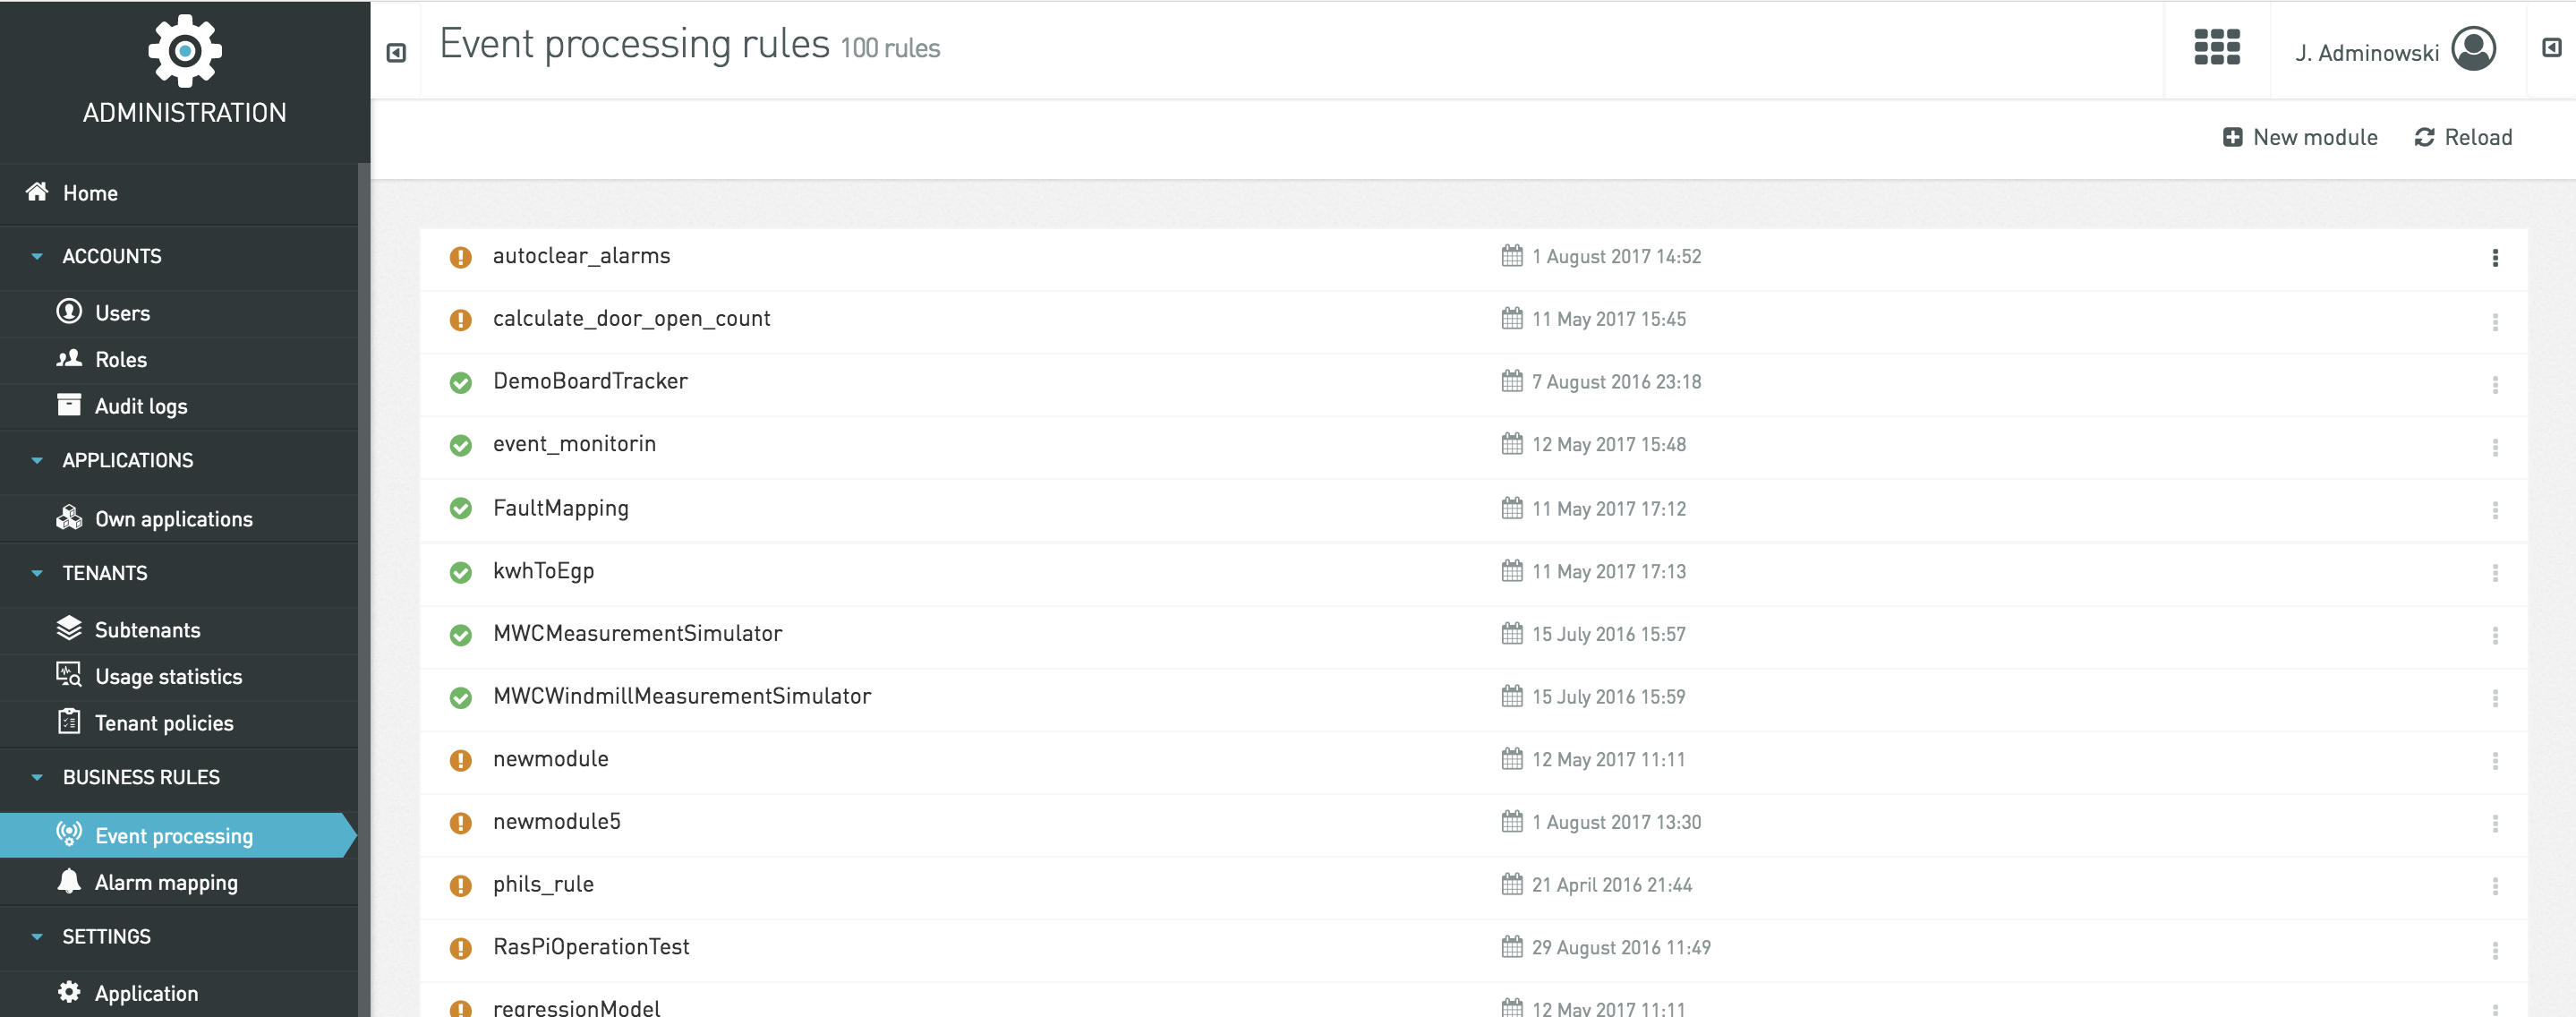 ADMINISTRATION
Home
ACCOUNTS
Users
Roles
Audit logs
APPLICATIONS
Own applications
TENANTS
Subtenants
Usage statistics
Tenant policies
BUSINESS RULES
Event processing
Alarm mapping
SETTINGS
Application
Event processing rules 100 rules
J. Adminowski
New module Reload
autoclear_alarms 1 August 2017 14:52
calculate_door_open_count 11 May 2017 15:45
DemoBoardTracker 7 August 2016 23:18
event_monitorin 12 May 2017 15:48
FaultMapping 11 May 2017 17:12
kwhToEgp 11 May 2017 17:13
MWCMeasurementSimulator 15 July 2016 15:57
MWCWindmillMeasurementSimulator 15 July 2016 15:59
newmodule 12 May 2017 11:11
newmodule5 1 August 2017 13:30
phils_rule 21 April 2016 21:44
RasPiOperationTest 29 August 2016 11:49
regressionModel 12 May 2017 11:11